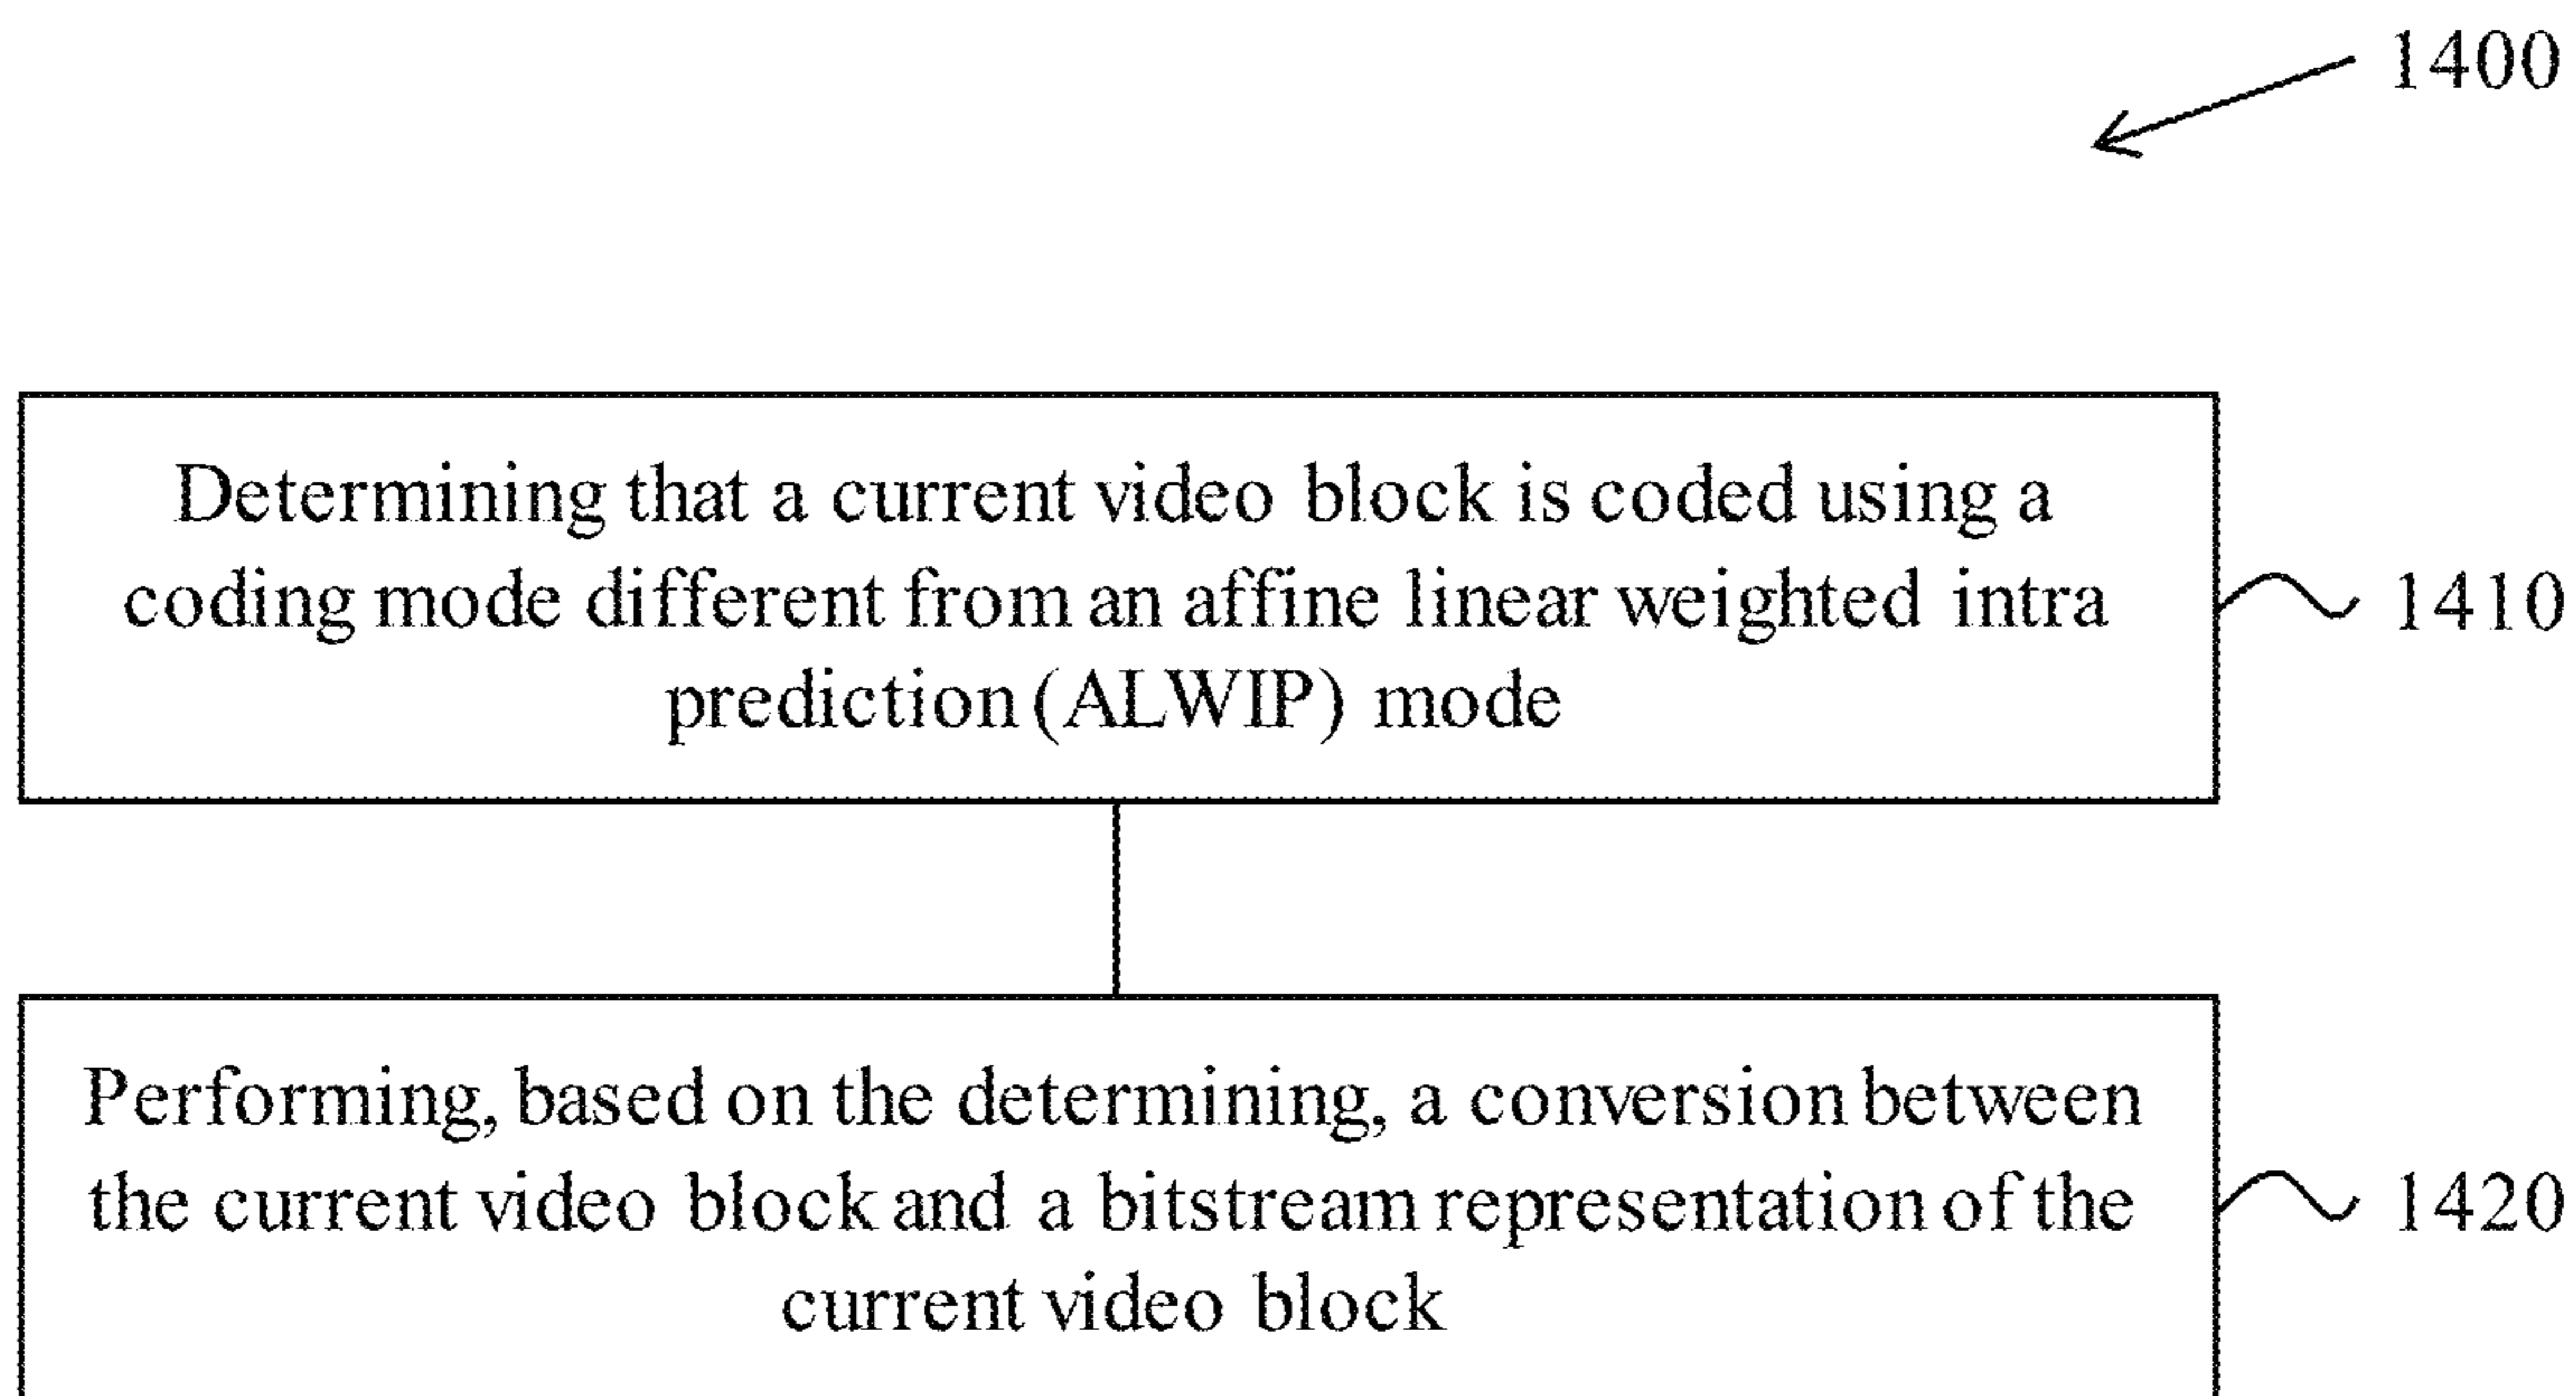 1400
Determining that a current video block is coded using a
coding mode different from an affine linear weighted intra
prediction (ALWIP) mode
1410
Performing, based on the determining, a conversion between
the current video block and a bitstream representation of the
current video block
1420